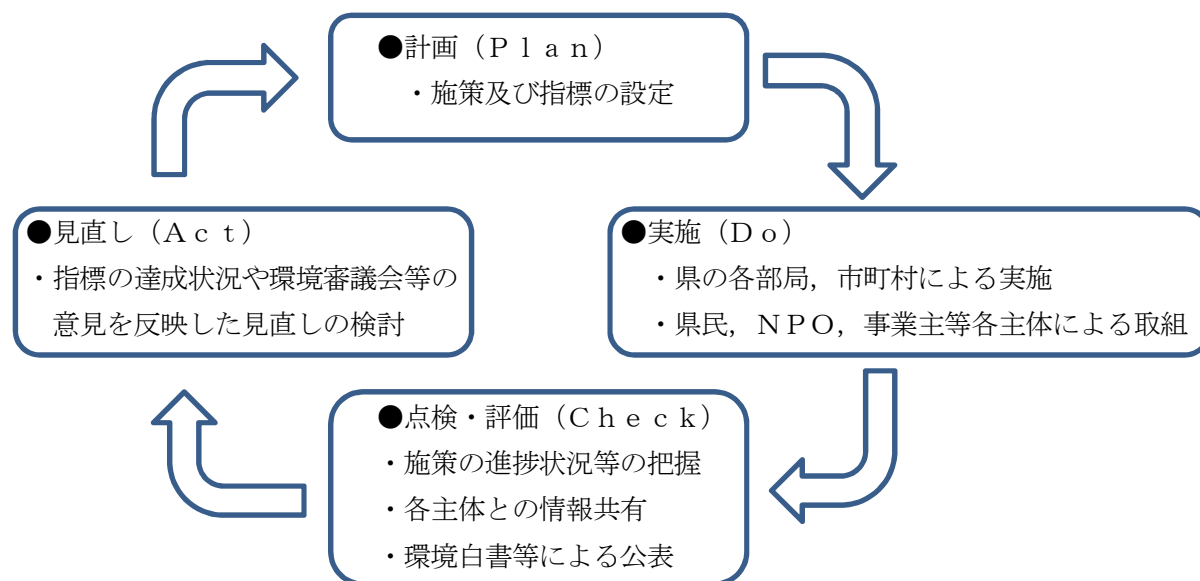 ●計画（Ｐｌａｎ）
・施策及び指標の設定
●見直し（Ａｃｔ）
・指標の達成状況や環境審議会等の
意見を反映した見直しの検討
●実施（Ｄｏ）
・県の各部局，市町村による実施
・県民，ＮＰＯ，事業主等各主体による取組
●点検・評価（Ｃｈｅｃｋ）
・施策の進捗状況等の把握
・各主体との情報共有
・環境白書等による公表